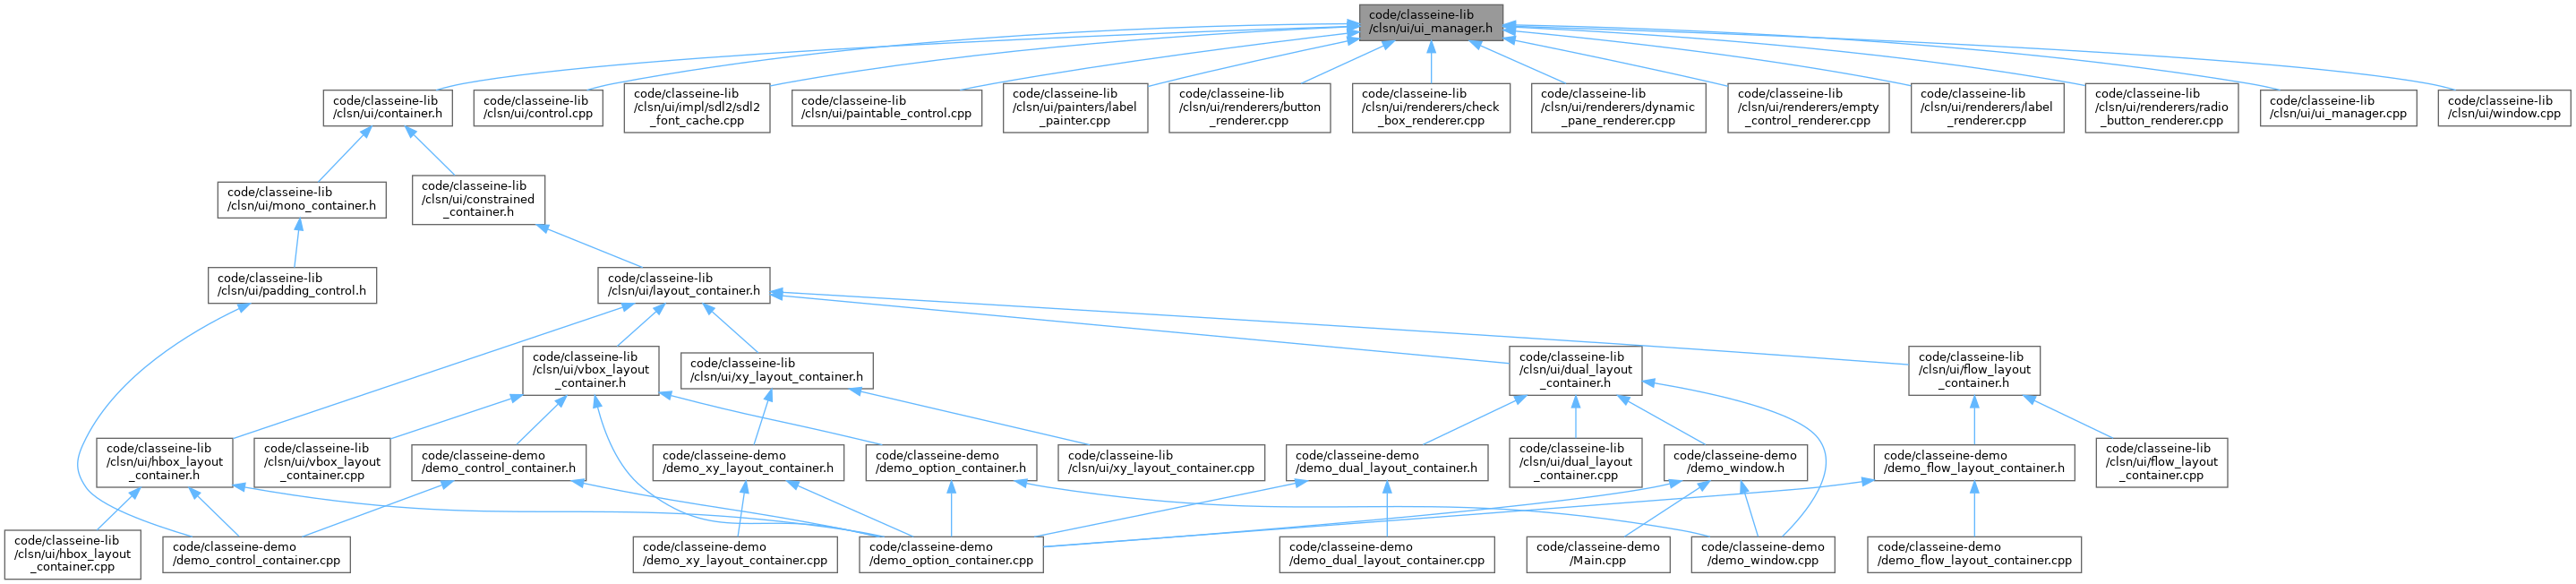 code/classeine-lib
/clsn/ui/ui_manager.h
code/classeine-lib
/clsn/ui/container.h
code/classeine-lib
/clsn/ui/control.cpp
code/classeine-lib
/clsn/ui/impl/sdl2/sdl2
_font_cache.cpp
code/classeine-lib
/clsn/ui/paintable_control.cpp
code/classeine-lib
/clsn/ui/painters/label
_painter.cpp
code/classeine-lib
/clsn/ui/renderers/button
_renderer.cpp
code/classeine-lib
/clsn/ui/renderers/check
_box_renderer.cpp
code/classeine-lib
/clsn/ui/renderers/dynamic
_pane_renderer.cpp
code/classeine-lib
/clsn/ui/renderers/empty
_control_renderer.cpp
code/classeine-lib
/clsn/ui/renderers/label
_renderer.cpp
code/classeine-lib
/clsn/ui/renderers/radio
_button_renderer.cpp
code/classeine-lib
/clsn/ui/ui_manager.cpp
code/classeine-lib
/clsn/ui/window.cpp
code/classeine-lib
/clsn/ui/mono_container.h
code/classeine-lib
/clsn/ui/constrained
_container.h
code/classeine-lib
/clsn/ui/padding_control.h
code/classeine-lib
/clsn/ui/layout_container.h
code/classeine-lib
/clsn/ui/vbox_layout
_container.h
code/classeine-lib
/clsn/ui/xy_layout_container.h
code/classeine-lib
/clsn/ui/dual_layout
_container.h
code/classeine-lib
/clsn/ui/flow_layout
_container.h
code/classeine-lib
/clsn/ui/hbox_layout
_container.h
code/classeine-lib
/clsn/ui/vbox_layout
_container.cpp
code/classeine-demo
/demo_control_container.h
code/classeine-demo
/demo_xy_layout_container.h
code/classeine-demo
/demo_option_container.h
code/classeine-lib
/clsn/ui/xy_layout_container.cpp
code/classeine-demo
/demo_dual_layout_container.h
code/classeine-lib
/clsn/ui/dual_layout
_container.cpp
code/classeine-demo
/demo_window.h
code/classeine-demo
/demo_flow_layout_container.h
code/classeine-lib
/clsn/ui/flow_layout
_container.cpp
code/classeine-lib
/clsn/ui/hbox_layout
_container.cpp
code/classeine-demo
/demo_control_container.cpp
code/classeine-demo
/demo_xy_layout_container.cpp
code/classeine-demo
/demo_option_container.cpp
code/classeine-demo
/demo_dual_layout_container.cpp
code/classeine-demo
/Main.cpp
code/classeine-demo
/demo_window.cpp
code/classeine-demo
/demo_flow_layout_container.cpp